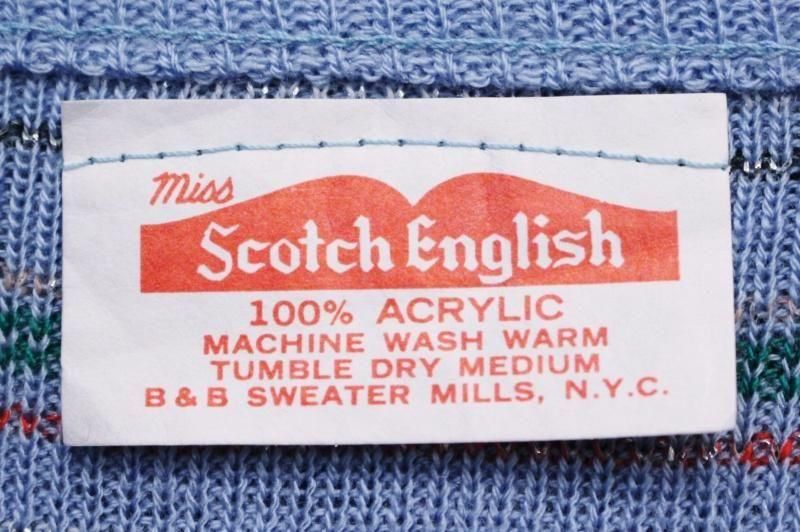 Miss
Scotch English
100% ACRYLIC
MACHINE WASH WARM
TUMBLE DRY MEDIUM
B & B SWEATER MILLS, N.Y.C.